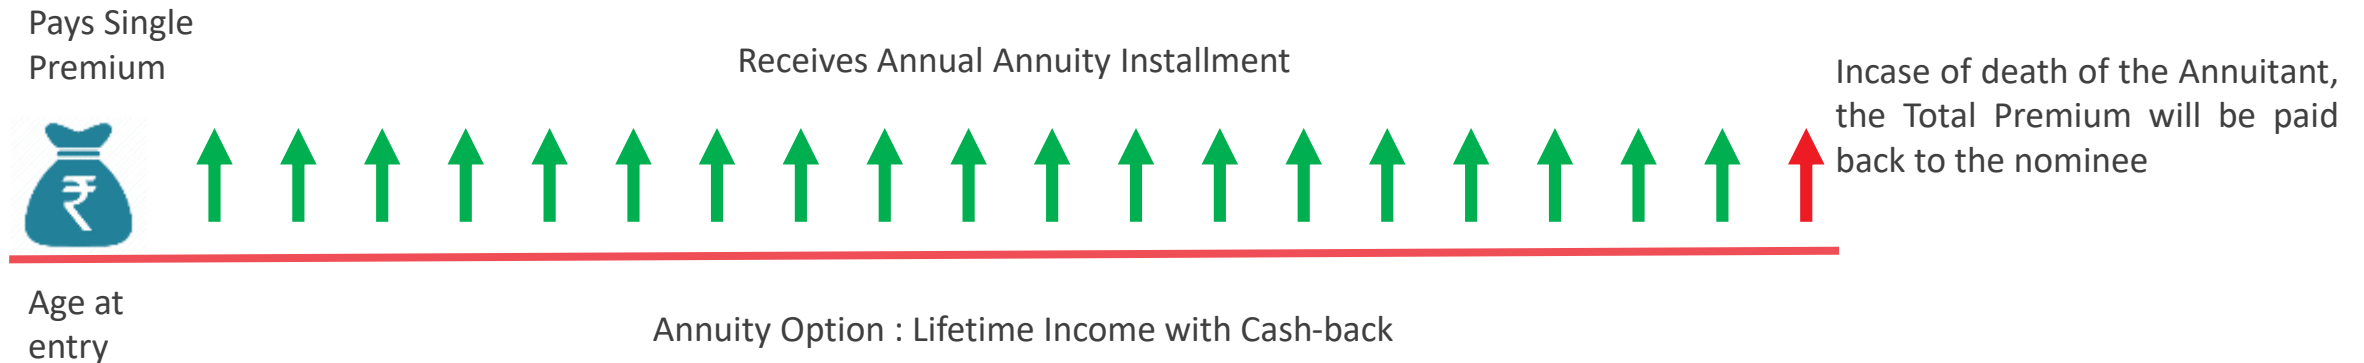 Pays Single
Premium
Receives Annual Annuity Installment
Incase of death of the Annuitant,
the Total Premium will be paid
back to the nominee
₹
Age at
entry
Annuity Option : Lifetime Income with Cash-back